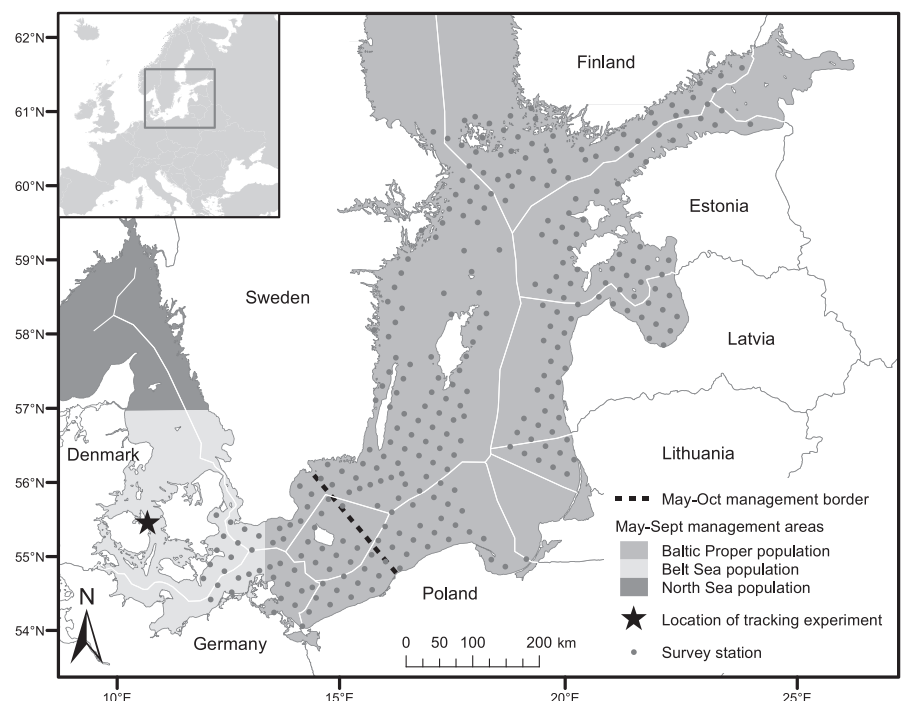 62°N
61°N
60°N
59°N
58°N
57°N
56°N
55°N
54°N
Finland
Estonia
Sweden
Latvia
Denmark
Lithuania
May-Oct management border
May-Sept management areas
Baltic Proper population
Belt Sea population
North Sea population
Poland
N
Location of tracking experiment
Germany
0 50 100 200 km
Survey station
10°E 15°E 20°E 25°E